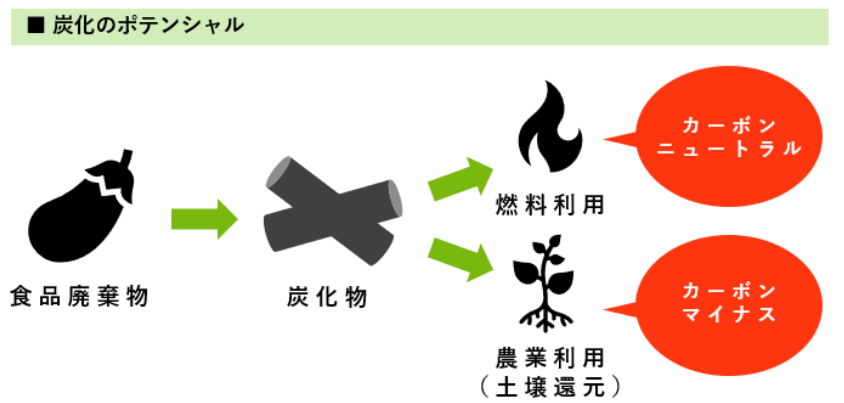 ■ 炭化のポテンシャル
カーボン
ニュートラル
燃料利用
食品廃棄物
炭化物
カーボン
マイナス
農業利用
（土壌還元）